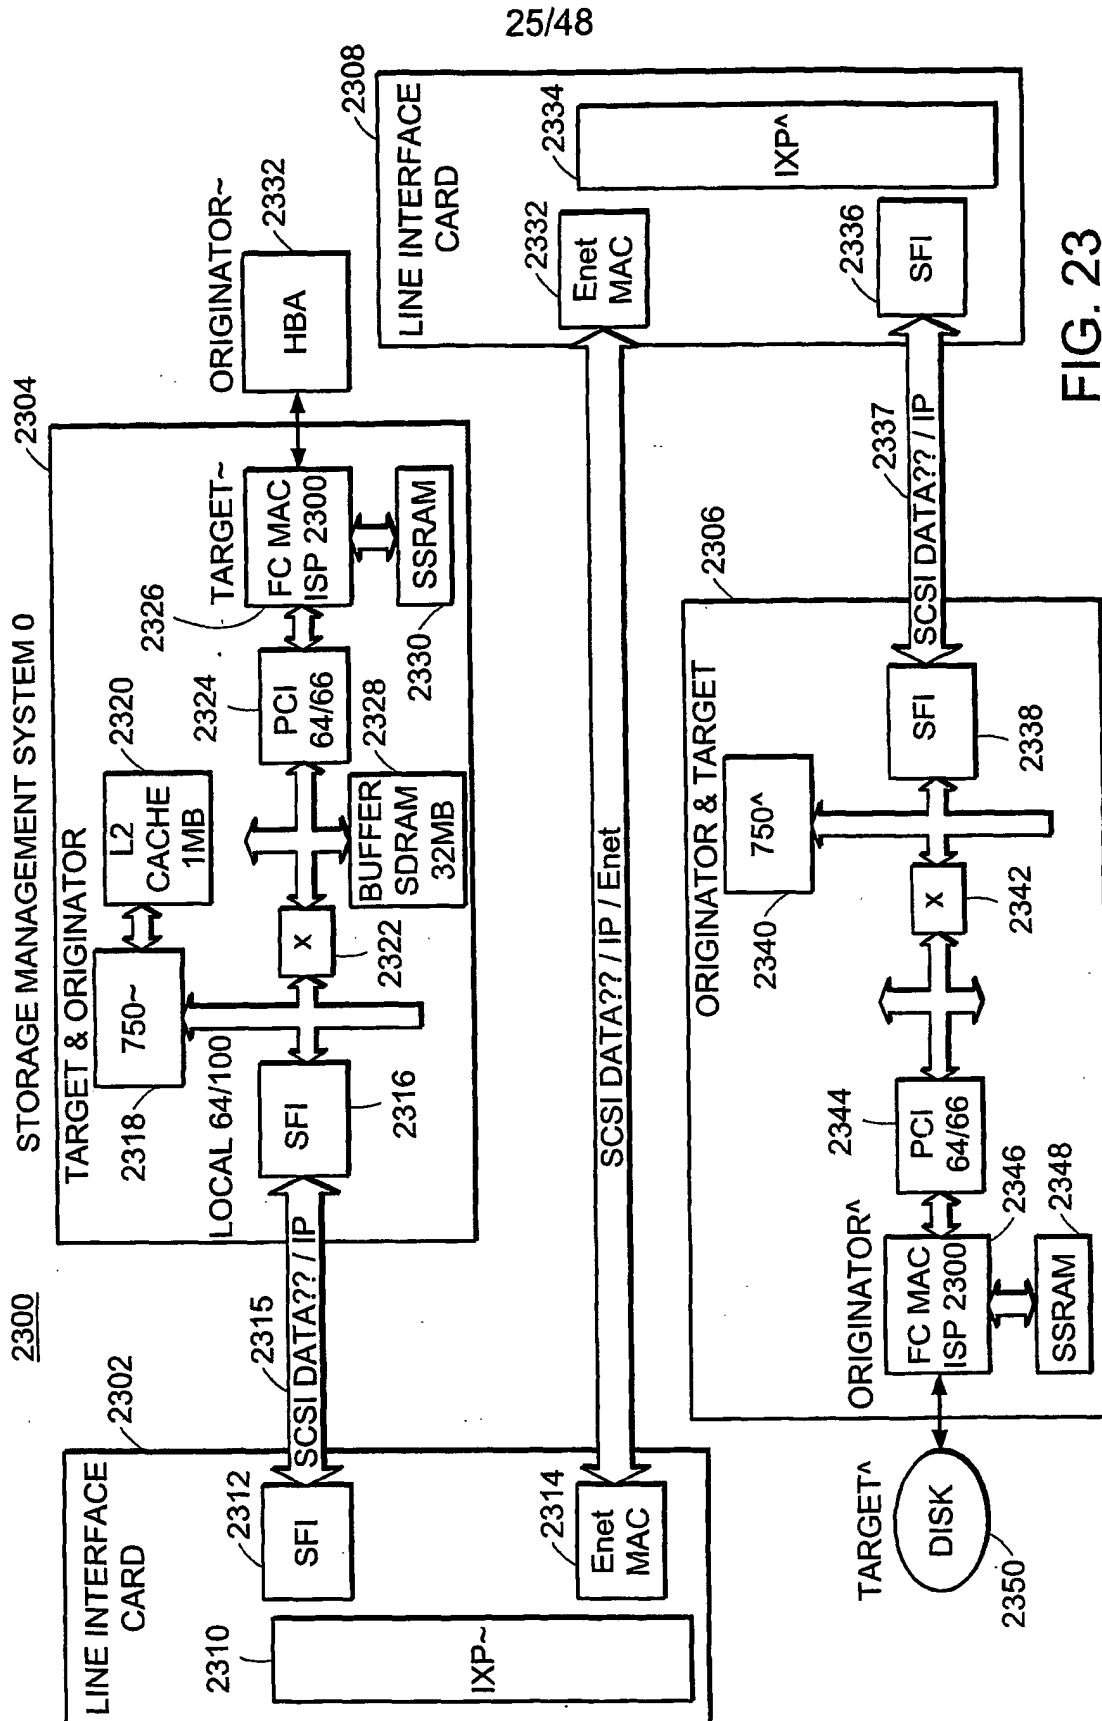 25/48
2300
STORAGE MANAGEMENT SYSTEM 0
2304
TARGET & ORIGINATOR
2318
750~
L2
CACHE
1MB
2320
LOCAL 64/100
SFI
2316
X
2322
BUFFER
SDRAM
32MB
2328
PCI
64/66
2324
TARGET~
FC MAC
ISP 2300
2326
SSRAM
2330
ORIGINATOR~
HBA
2332
2302
LINE INTERFACE
CARD
2310
IXP~
2312
SFI
2314
Enet
MAC
2315
SCSI DATA?? / IP
SCSI DATA?? / IP / Enet
2308
LINE INTERFACE
CARD
2332
Enet
MAC
2334
IXP^
2336
SFI
2337
SCSI DATA?? / IP
2306
ORIGINATOR & TARGET
750^
2340
SFI
2338
X
2342
2344
PCI
64/66
ORIGINATOR^
FC MAC
ISP 2300
2346
SSRAM
2348
TARGET^
DISK
2350
FIG. 23